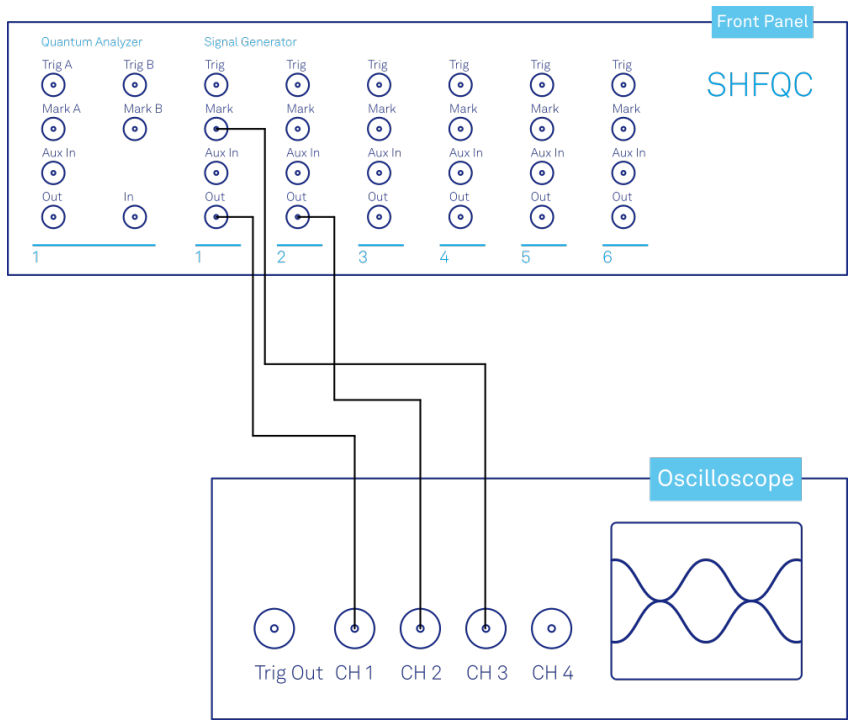 Front Panel
Quantum Analyzer Signal Generator
Trig A Trig B Trig Trig Trig Trig Trig Trig
SHFQC
Mark A Mark B Mark Mark Mark Mark Mark Mark
Aux In Aux In Aux In Aux In Aux In Aux In Aux In
Out In Out Out Out Out Out Out
1 1 2 3 4 5 6
Oscilloscope
Trig Out CH 1 CH 2 CH 3 CH 4